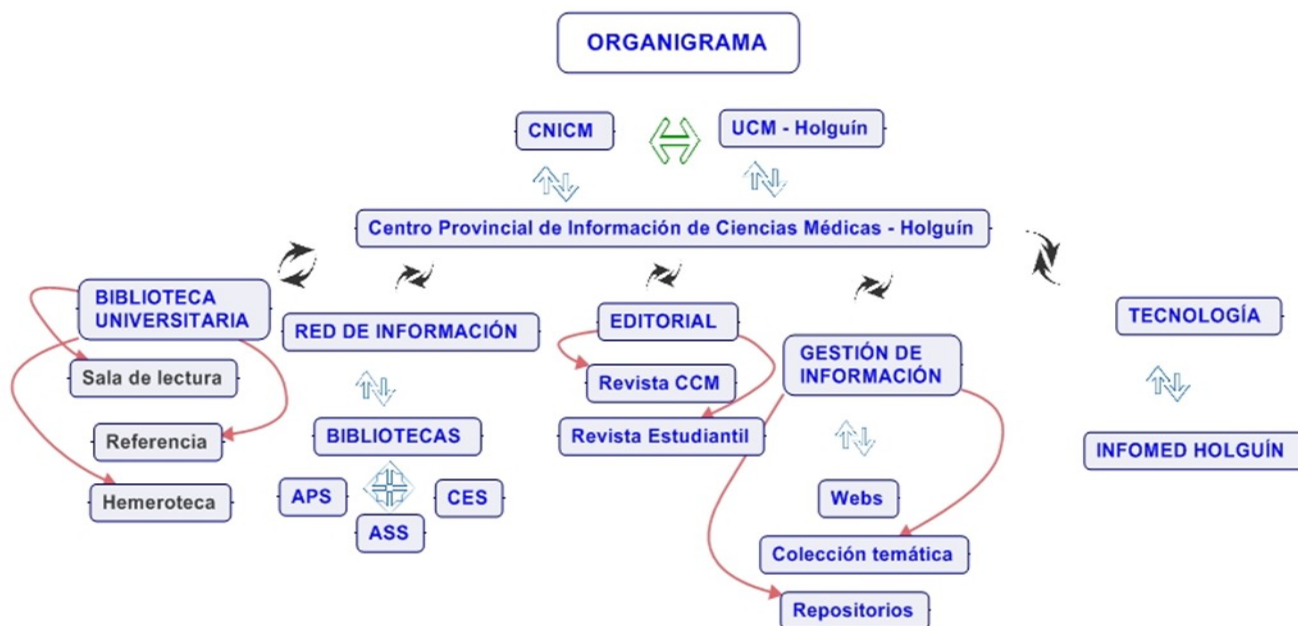 ORGANIGRAMA
CNICM
UCM - Holguín
Centro Provincial de Información de Ciencias Médicas - Holguín
BIBLIOTECA
UNIVERSITARIA
Sala de lectura
Referencia
Hemeroteca
RED DE INFORMACIÓN
BIBLIOTECAS
APS
CES
ASS
EDITORIAL
Revista CCM
Revista Estudiantil
GESTIÓN DE
INFORMACIÓN
Webs
Colección temática
Repositorios
TECNOLOGÍA
INFOMED HOLGUÍN